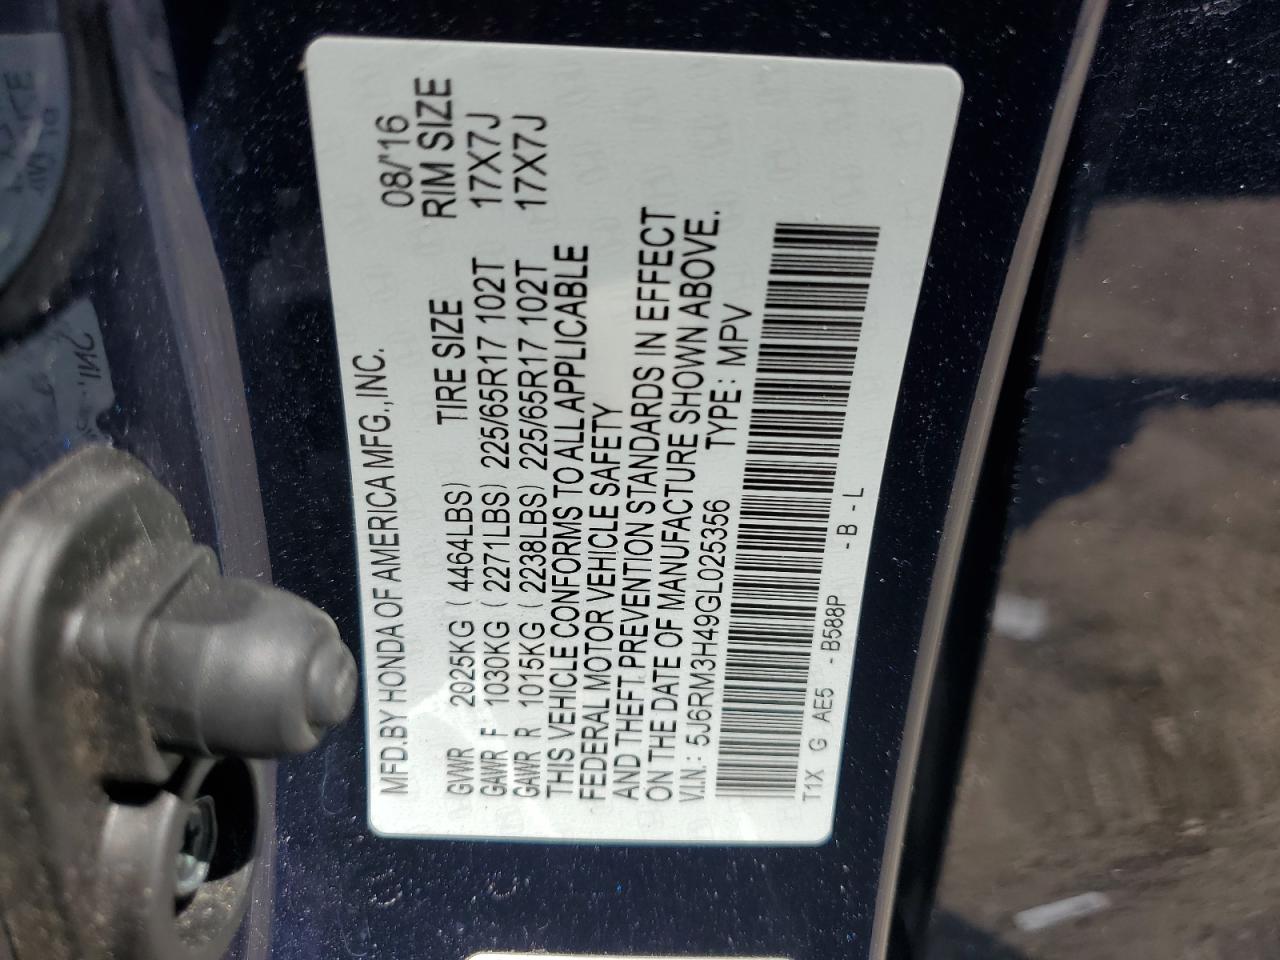 MFD.BY HONDA OF AMERICA MFG.,INC. 08/'16
GVWR 2025KG ( 4464LBS) TIRE SIZE RIM SIZE
GAWR F 1030KG ( 2271LBS) 225/65R17 102T 17X7J
GAWR R 1015KG ( 2238LBS) 225/65R17 102T 17X7J
THIS VEHICLE CONFORMS TO ALL APPLICABLE
FEDERAL MOTOR VEHICLE SAFETY
AND THEFT PREVENTION STANDARDS IN EFFECT
ON THE DATE OF MANUFACTURE SHOWN ABOVE.
V.I.N.: 5J6RM3H49GL025356 TYPE: MPV
T1X G AE5 -B588P -B-L